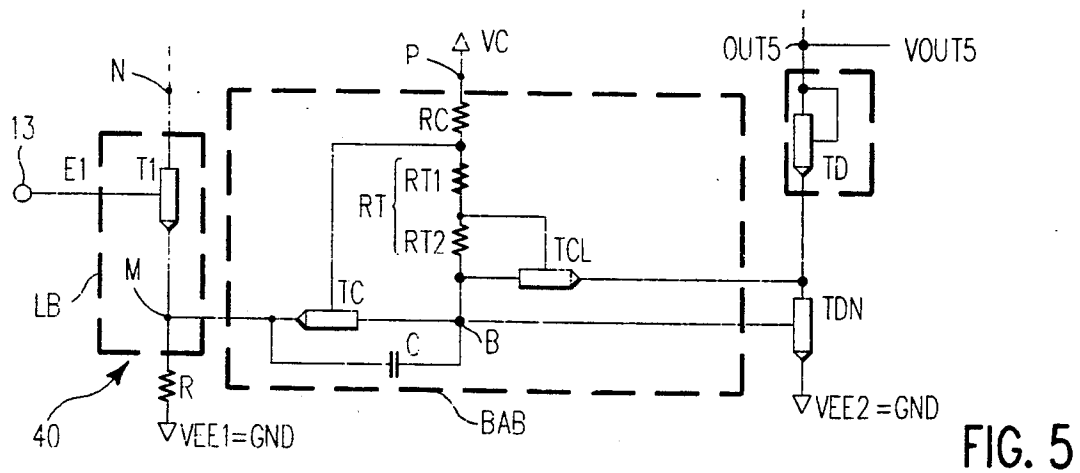 N
13
E1
T1
LB
M
R
40
VEE1=GND
P
VC
RC
RT
RT1
RT2
TCL
TC
B
C
BAB
OUT5
VOUT5
TD
TDN
VEE2=GND
FIG. 5